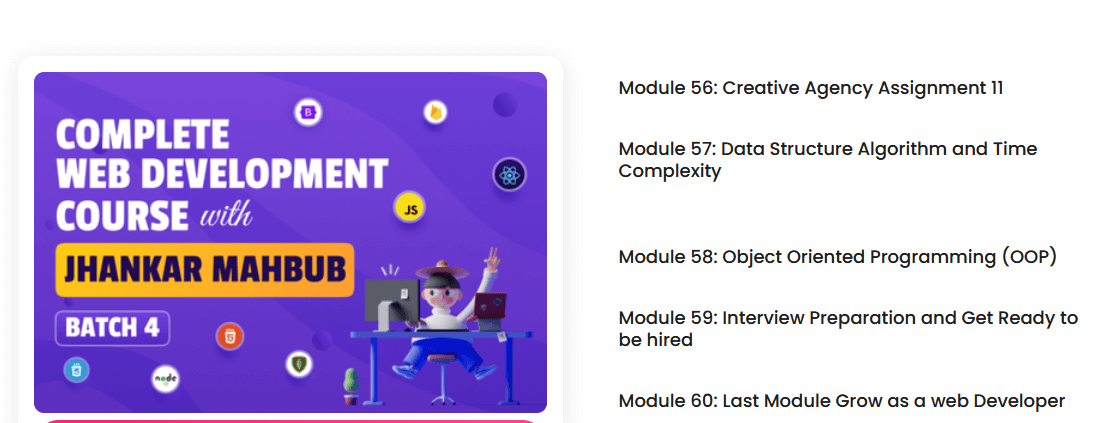 COMPLETE
WEB DEVELOPMENT
COURSE with
JHANKAR MAHBUB
BATCH 4
B
JS
node
Module 56: Creative Agency Assignment 11
Module 57: Data Structure Algorithm and Time
Complexity
Module 58: Object Oriented Programming (OOP)
Module 59: Interview Preparation and Get Ready to
be hired
Module 60: Last Module Grow as a web Developer